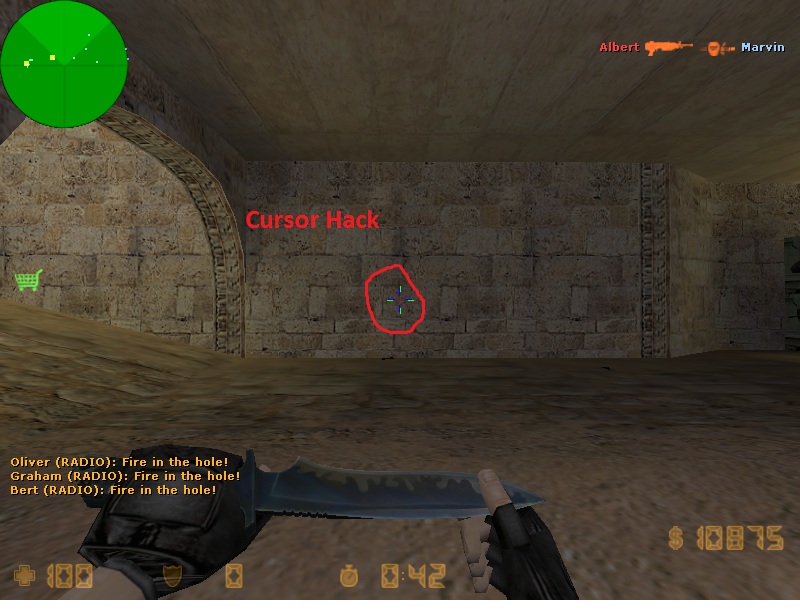 Albert Marvin
Cursor Hack
Oliver (RADIO): Fire in the hole!
Graham (RADIO): Fire in the hole!
Bert (RADIO): Fire in the hole!
$ 10875
100 0 0:42